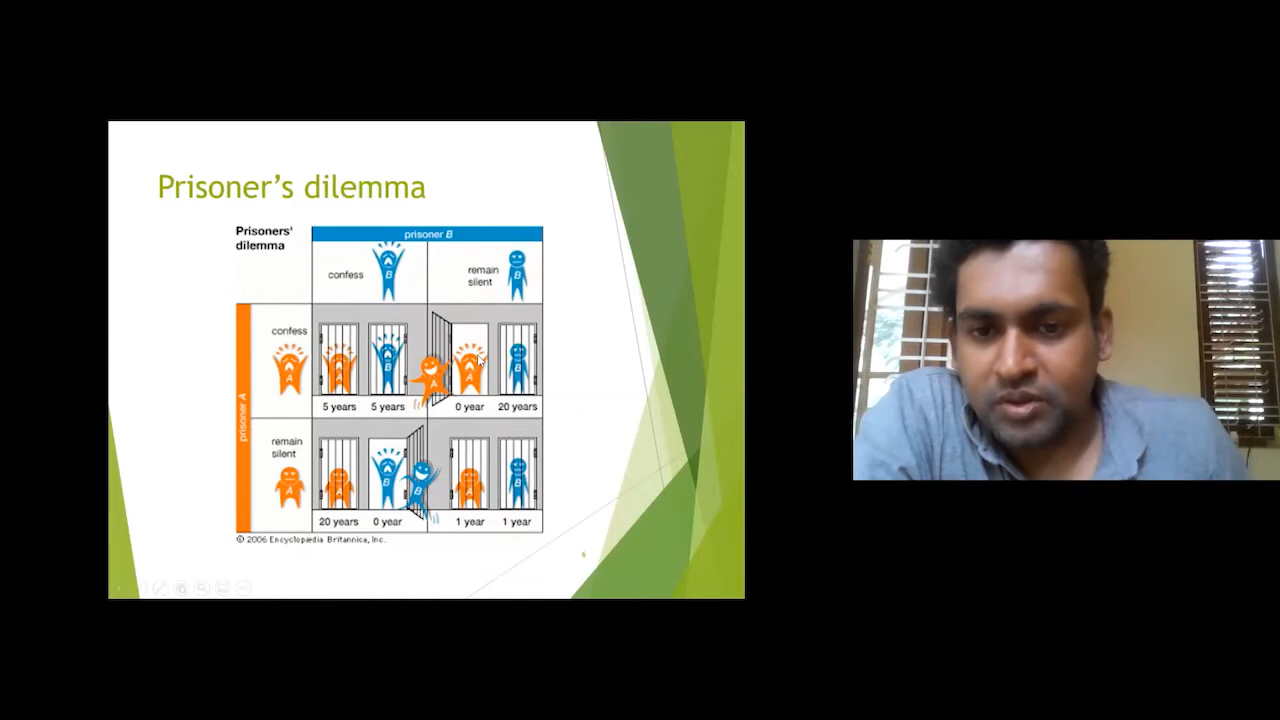 Prisoner’s dilemma
Prisoners'
dilemma
prisoner B
confess
B
remain
silent
B
prisoner A
confess
A
A
B
A
A
B
5 years
5 years
0 year
20 years
remain
silent
A
A
B
B
A
B
20 years
0 year
1 year
1 year
© 2006 Encyclopædia Britannica, Inc.
6